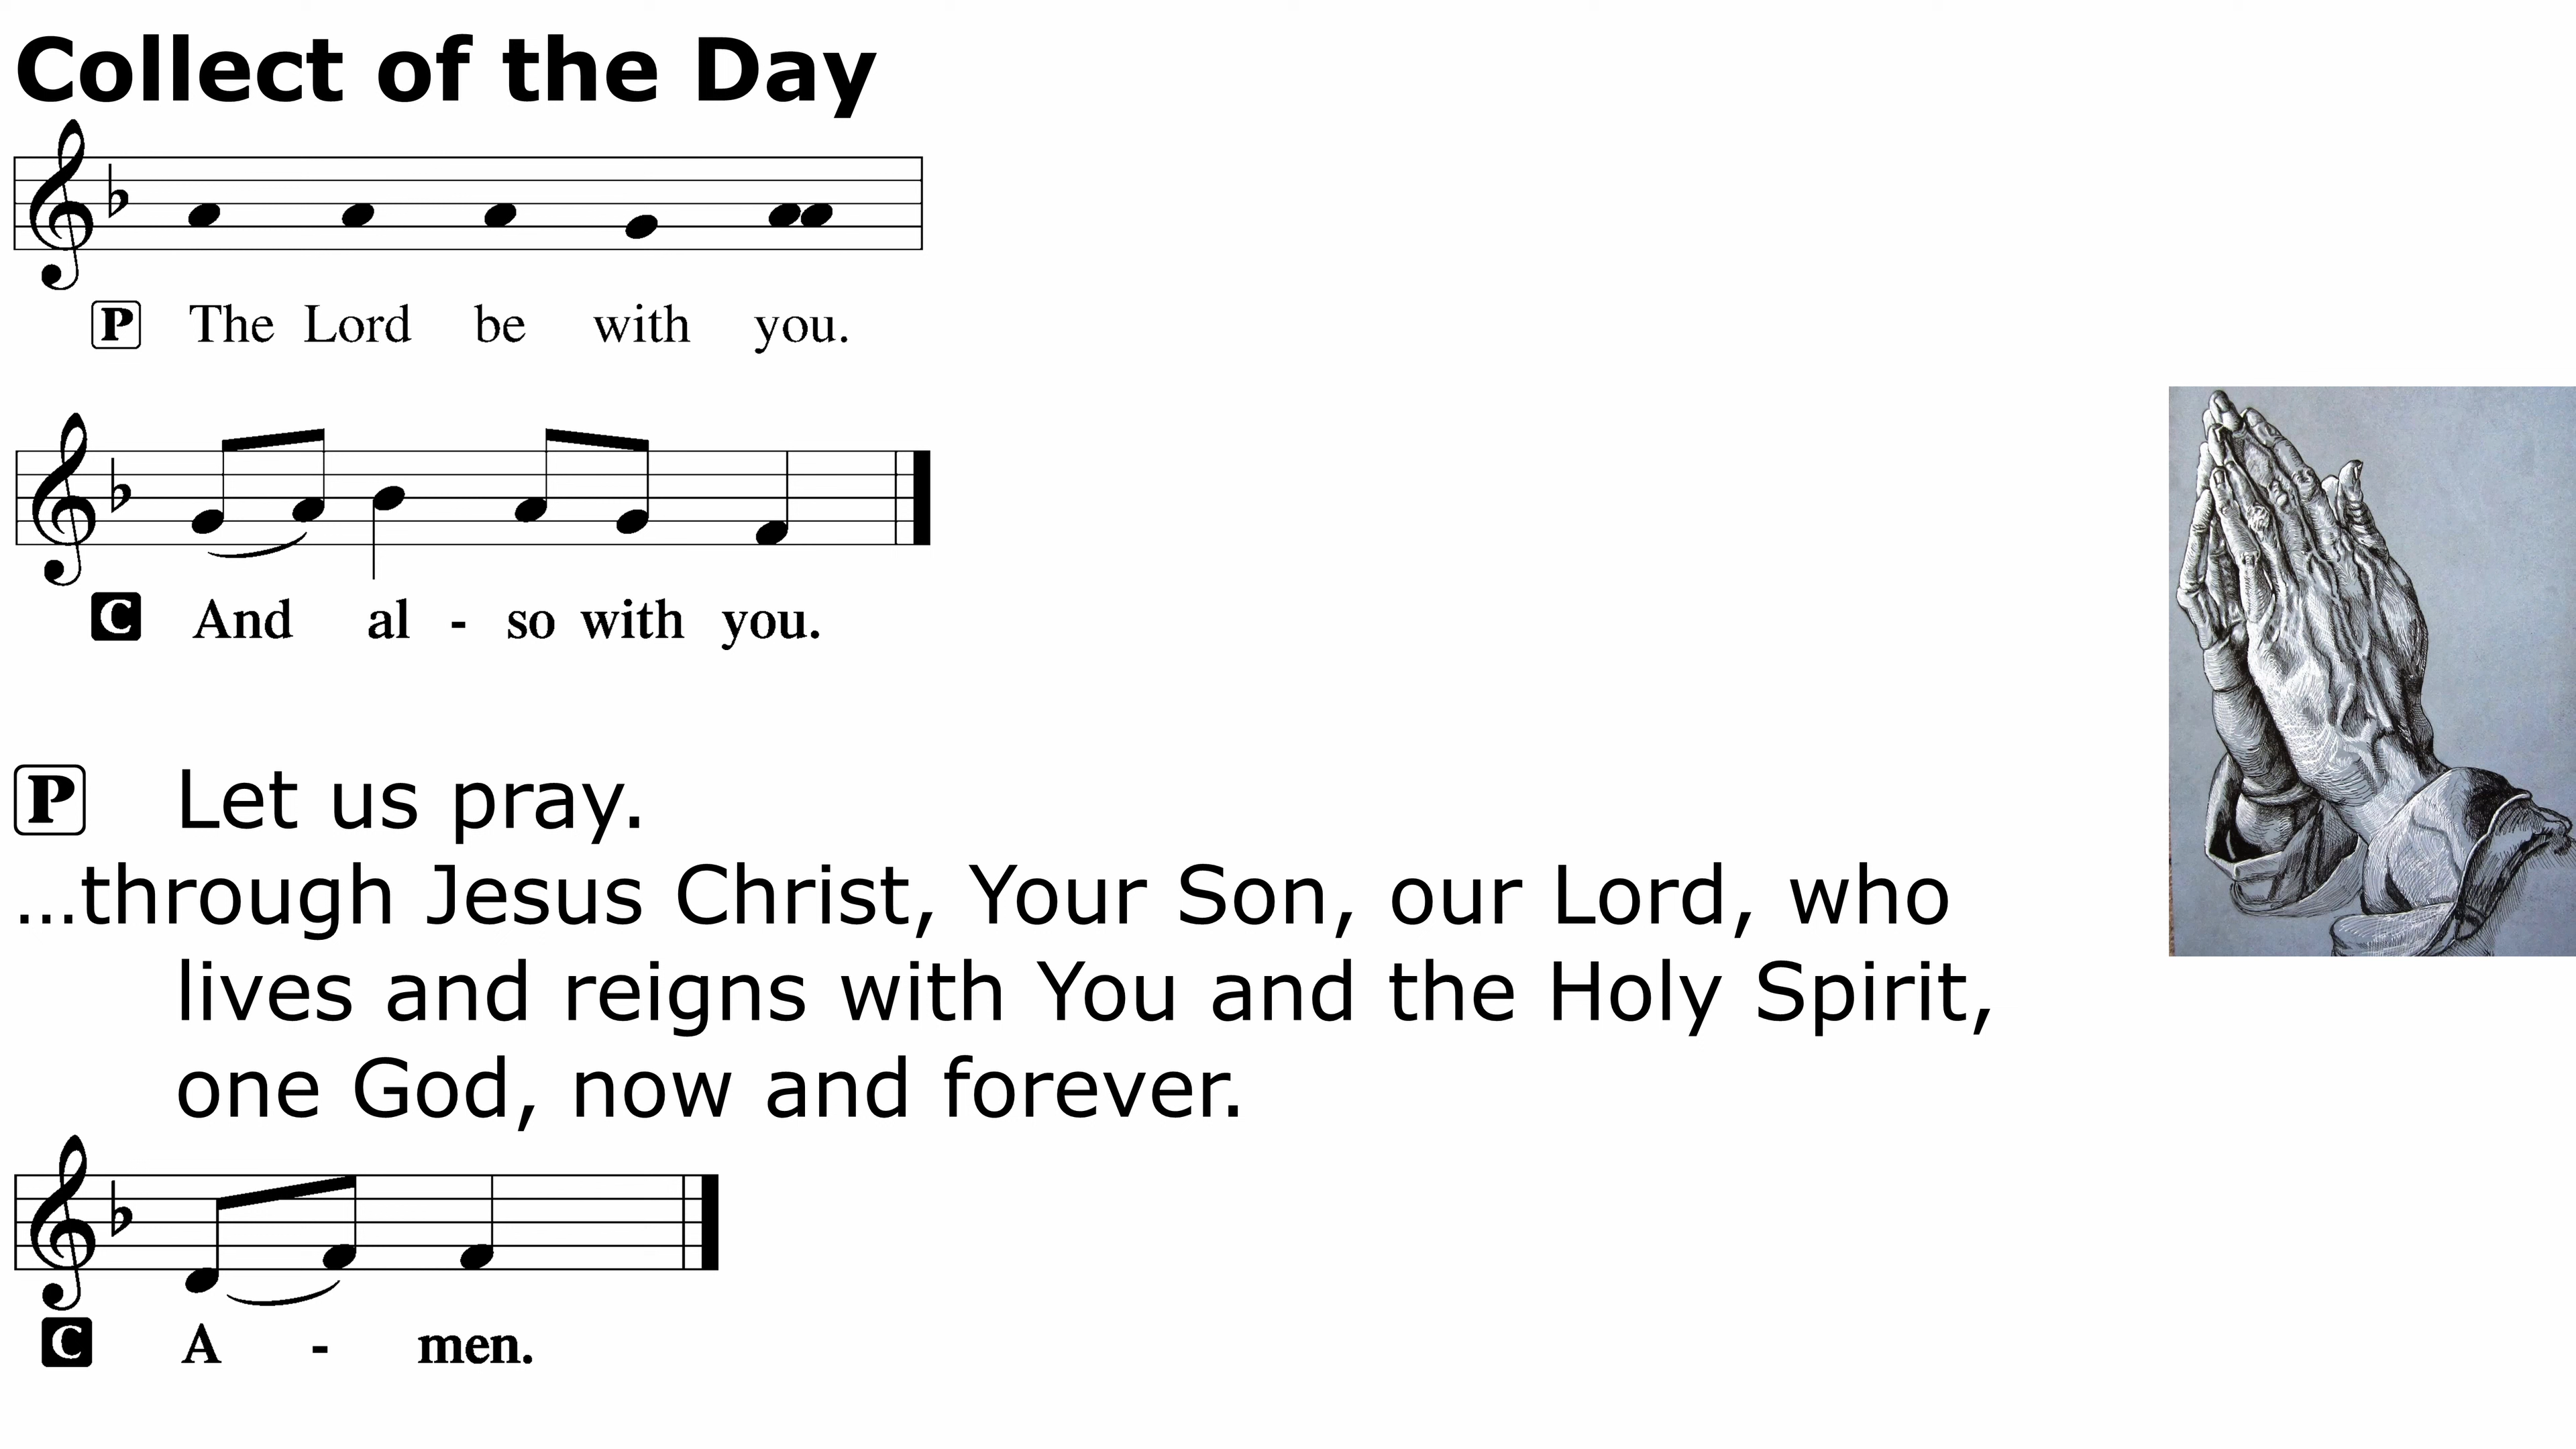 Collect of the Day
P The Lord be with you.
C And al - so with you.
P Let us pray.
…through Jesus Christ, Your Son, our Lord, who
lives and reigns with You and the Holy Spirit,
one God, now and forever.
C A - men.